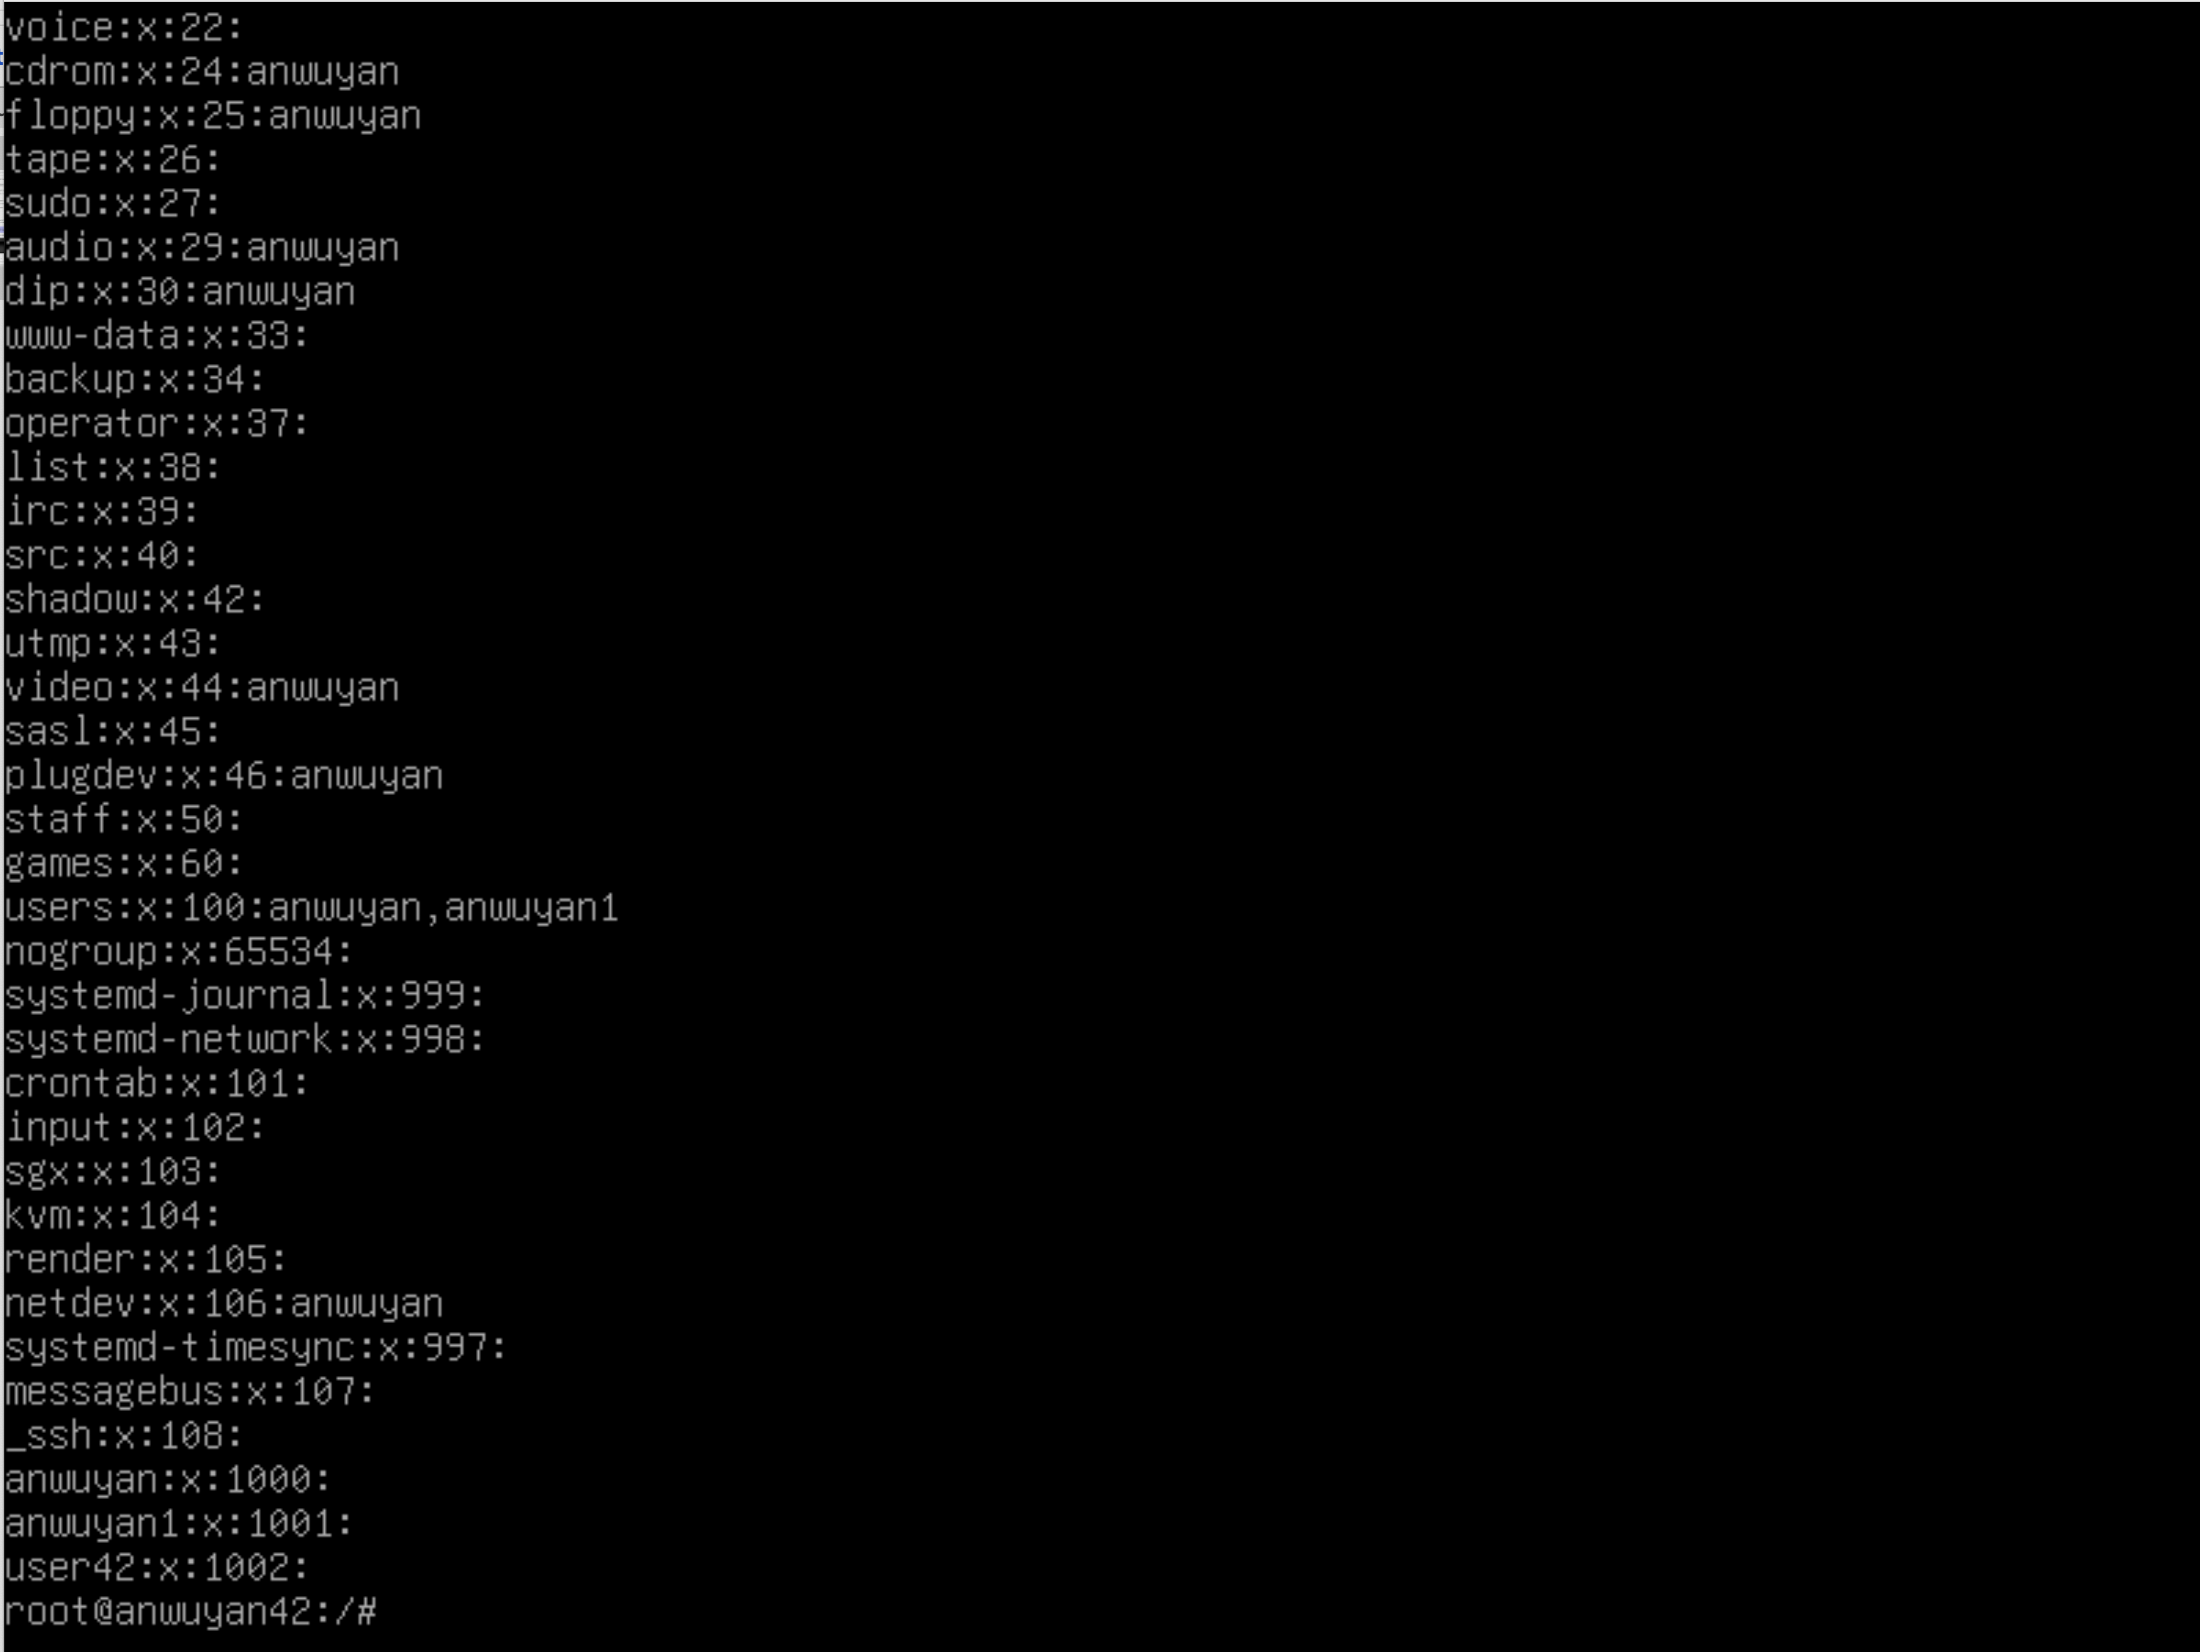 voice:x:22:
cdrom:x:24:anwuyan
floppy:x:25:anwuyan
tape:x:26:
sudo:x:27:
audio:x:29:anwuyan
dip:x:30:anwuyan
www-data:x:33:
backup:x:34:
operator:x:37:
list:x:38:
irc:x:39:
src:x:40:
shadow:x:42:
utmp:x:43:
video:x:44:anwuyan
sasl:x:45:
plugdev:x:46:anwuyan
staff:x:50:
games:x:60:
users:x:100:anwuyan,anwuyan1
nogroup:x:65534:
systemd-journal:x:999:
systemd-network:x:998:
crontab:x:101:
input:x:102:
sgx:x:103:
kvm:x:104:
render:x:105:
netdev:x:106:anwuyan
systemd-timesync:x:997:
messagebus:x:107:
_ssh:x:108:
anwuyan:x:1000:
anwuyan1:x:1001:
user42:x:1002:
root@anwuyan42:/#